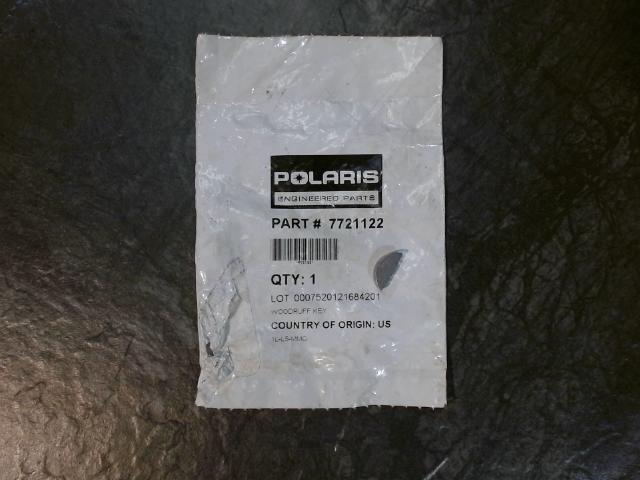 POLARIS
ENGINEERED PARTS
PART # 7721122
QTY: 1
LOT 0007520121684201
WOODRUFF KEY
COUNTRY OF ORIGIN: US